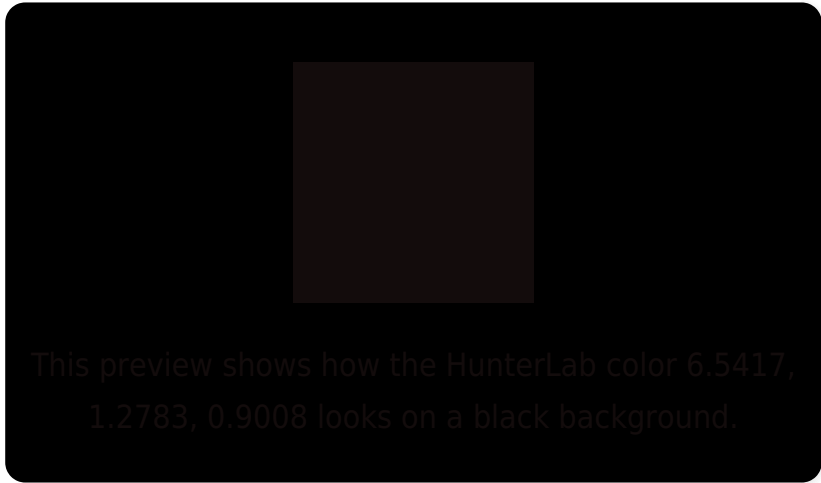 This preview shows how the HunterLab color 6.5417,
1.2783, 0.9008 looks on a black background.